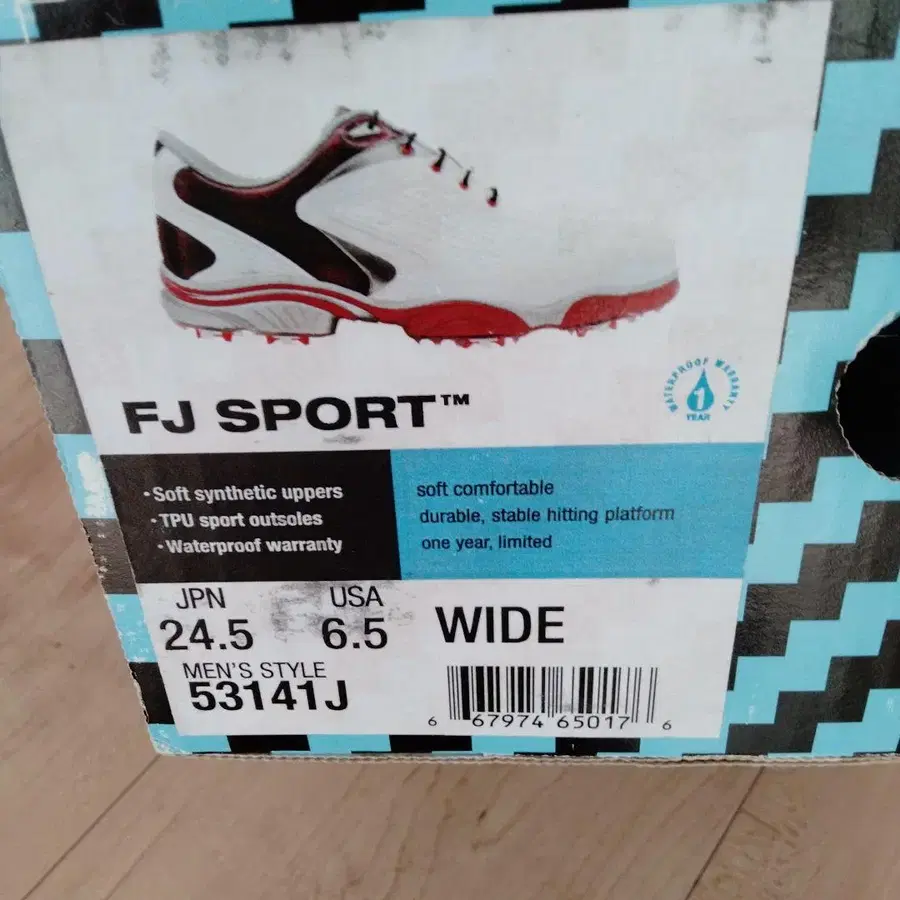 FJ SPORT™
WATERPROOF WARRANTY
1
YEAR
• Soft synthetic uppers
• TPU sport outsoles
• Waterproof warranty
soft comfortable
durable, stable hitting platform
one year, limited
JPN USA
24.5 6.5 WIDE
MEN'S STYLE
53141J
6 67974 65017 6